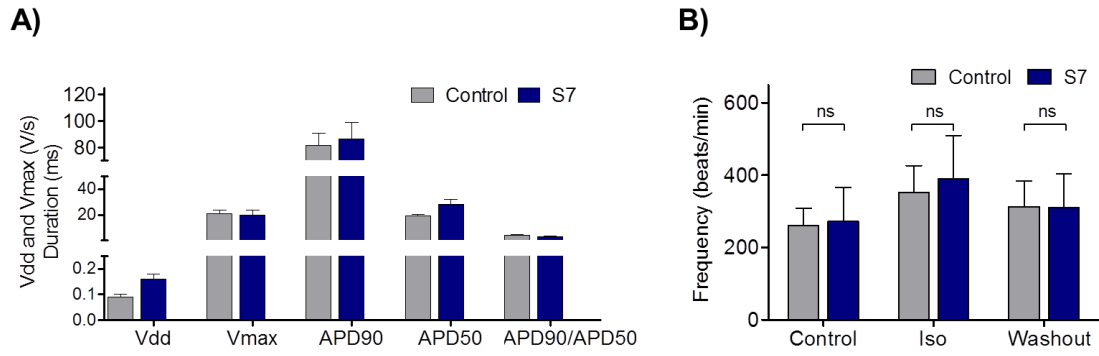 A)
Vdd and Vmax (V/s)
Duration (ms)
120
100
80
40
20
0.2
0.1
0.0
Control S7
Vdd Vmax APD90 APD50 APD90/APD50
B)
Frequency (beats/min)
600
400
200
0
Control S7
ns ns ns
Control Iso Washout